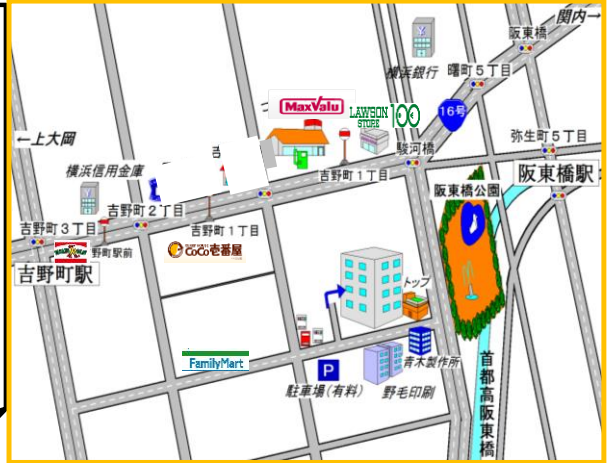 関内→
阪東橋
横浜銀行
曙町5丁目
MaxValu
LAWSON
STORE 100
16号
←上大岡
弥生町5丁目
駿河橋
横浜信用金庫
吉野町1丁目
阪東橋公園
阪東橋駅
吉野町2丁目
吉野町3丁目
吉野町1丁目
野町駅前
CoCo壱番屋
吉野町駅
トップ
FamilyMart
青木製作所
P
駐車場(有料)
野毛印刷
首都高阪東橋